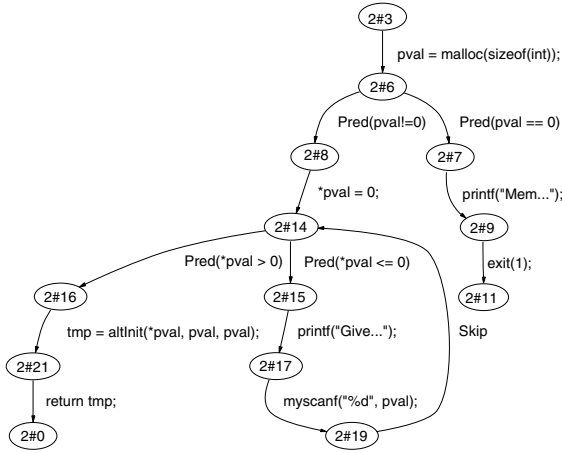 2#3
pval = malloc(sizeof(int));
2#6
Pred(pval!=0)
Pred(pval == 0)
2#8
2#7
*pval = 0;
printf("Mem...");
2#14
2#9
Pred(*pval > 0)
Pred(*pval <= 0)
exit(1);
2#16
2#15
2#11
tmp = altInit(*pval, pval, pval);
printf("Give...");
Skip
2#21
2#17
return tmp;
myscanf("%d", pval);
2#0
2#19